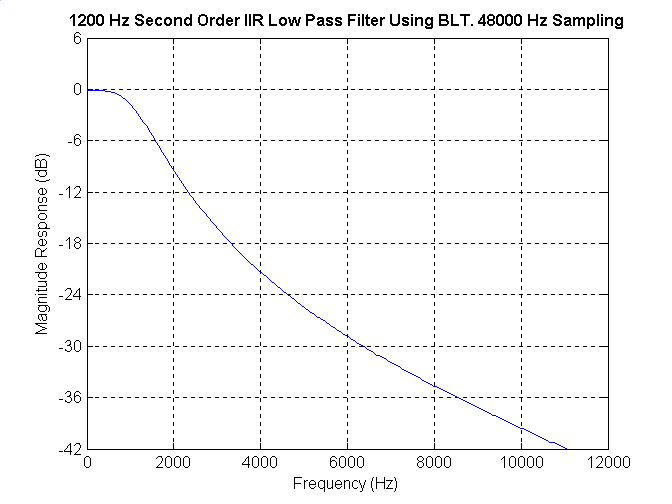 1200 Hz Second Order IIR Low Pass Filter Using BLT. 48000 Hz Sampling
6
0
-6
-12
-18
-24
-30
-36
-42
Magnitude Response (dB)
0 2000 4000 6000 8000 10000 12000
Frequency (Hz)